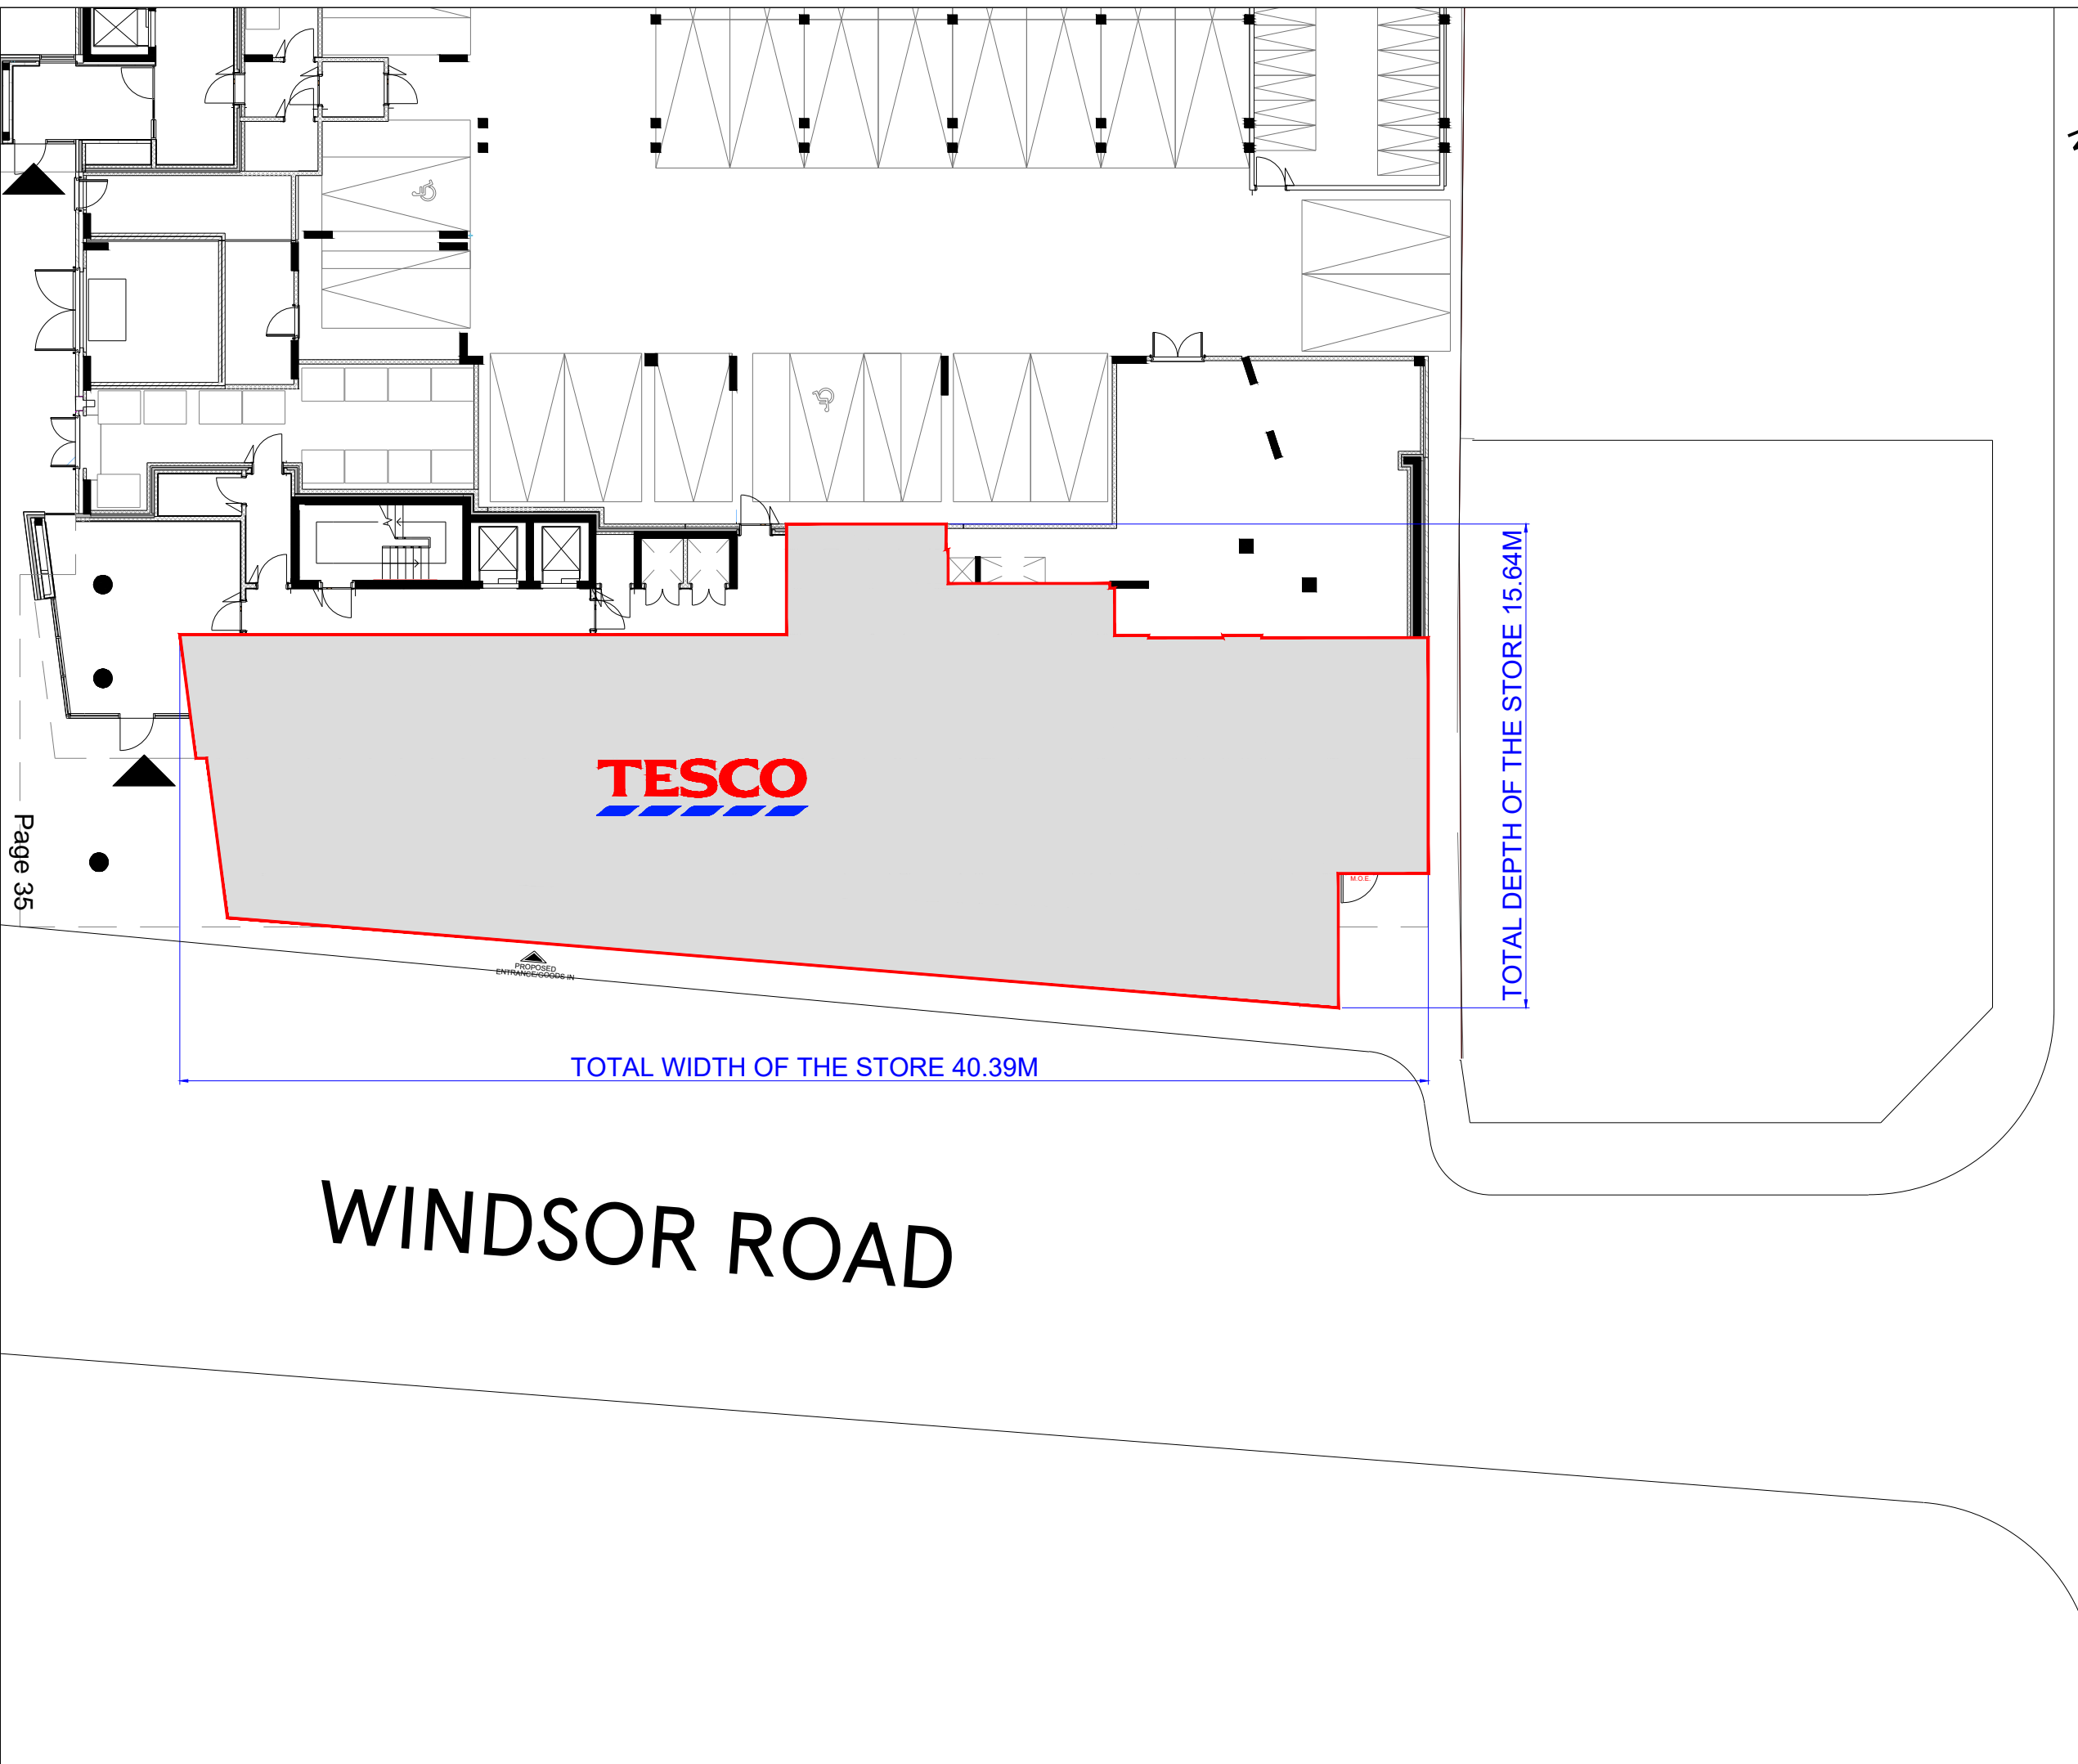 TOTAL DEPTH OF THE STORE 15.64M
TESCO
Page 35
M.O.E.
PROPOSED
ENTRANCE/GOODS IN
TOTAL WIDTH OF THE STORE 40.39M
WINDSOR ROAD